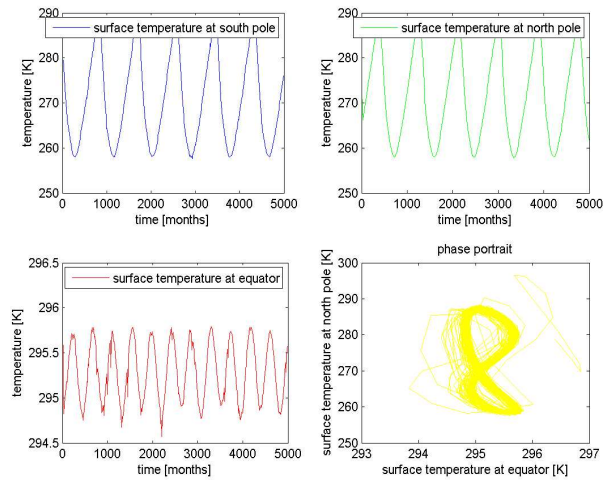 surface temperature at south pole
290
280
270
260
250
temperature [K]
0 1000 2000 3000 4000 5000
time [months]
surface temperature at north pole
290
280
270
260
250
temperature [K]
0 1000 2000 3000 4000 5000
time [months]
surface temperature at equator
296.5
296
295.5
295
294.5
temperature [K]
0 1000 2000 3000 4000 5000
time [months]
phase portrait
300
290
280
270
260
250
surface temperature at north pole [K]
293 294 295 296 297
surface temperature at equator [K]